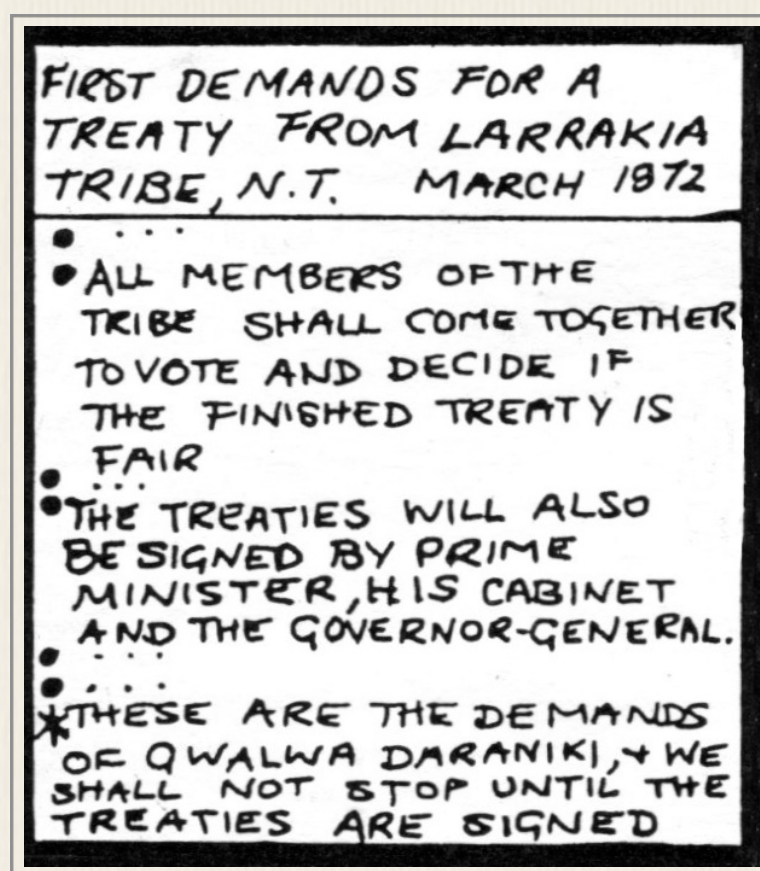 FIRST DEMANDS FOR A
TREATY FROM LARRAKIA
TRIBE, N.T. MARCH 1972
• ...
• ALL MEMBERS OF THE
TRIBE SHALL COME TOGETHER
TO VOTE AND DECIDE IF
THE FINISHED TREATY IS
FAIR
• ...
• THE TREATIES WILL ALSO
BE SIGNED BY PRIME
MINISTER, HIS CABINET
AND THE GOVERNOR-GENERAL.
• ...
• ...
*THESE ARE THE DEMANDS
OF GWALWA DARANIKI, + WE
SHALL NOT STOP UNTIL THE
TREATIES ARE SIGNED